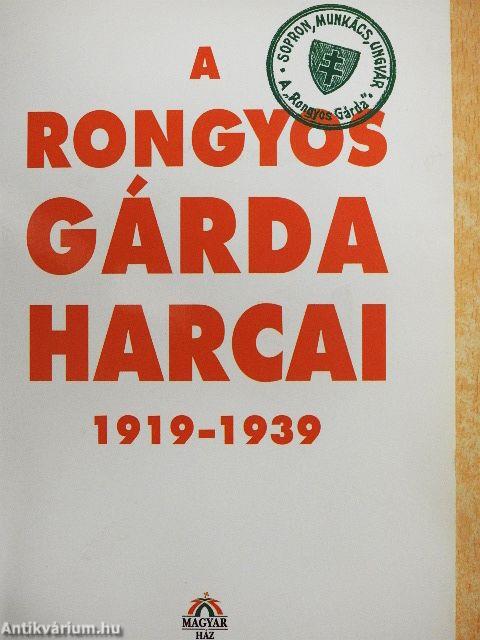 A
RONGYOS
GÁRDA
HARCAI
1919-1939
SOPRON, MUNKÁCS, UNGVÁR
A „Rongyos Gárda”
MAGYAR
HÁZ
Antikvárium.hu